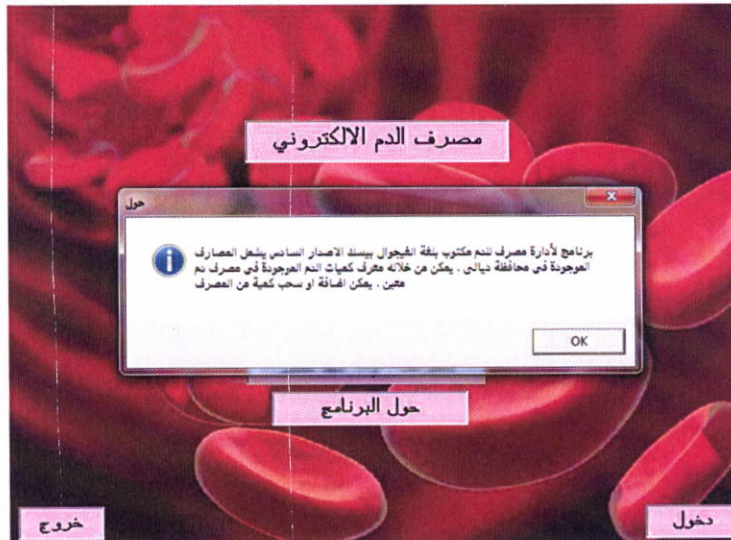 مصرف الدم الالكتروني
حول
برنامج لأدارة مصرف للدم مكتوب بلغة الفيجوال بيسك الاصدار السادس يشمل المصارف
الموجودة في محافظة ديالى . يمكن من خلاله معرفة كميات الدم الموجودة في مصرف دم
معين . يمكن اضافة او سحب كمية من المصرف
OK
حول البرنامج
دخول
خروج